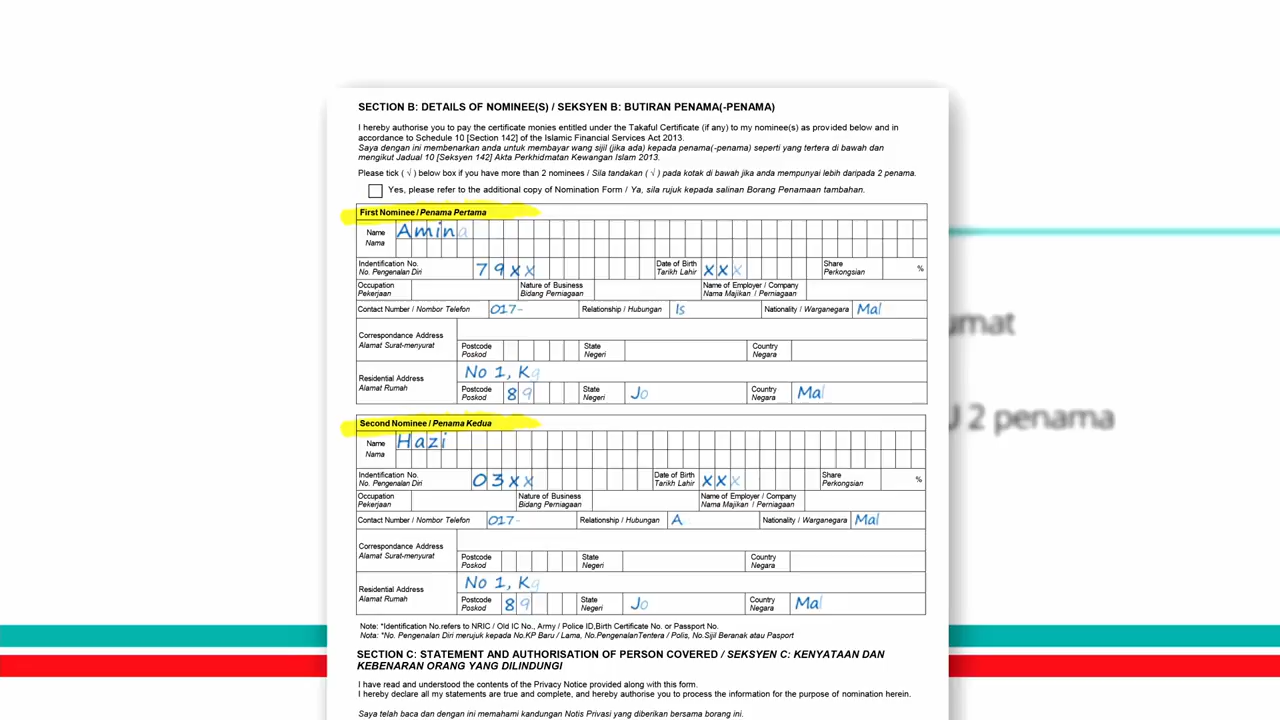 SECTION B: DETAILS OF NOMINEE(S) / SEKSYEN B: BUTIRAN PENAMA(-PENAMA)
I hereby authorise you to pay the certificate monies entitled under the Takaful Certificate (if any) to my nominee(s) as provided below and in
accordance to Schedule 10 [Section 142] of the Islamic Financial Services Act 2013.
Saya dengan ini membenarkan anda untuk membayar wang sijil (jika ada) kepada penama(-penama) seperti yang tertera di bawah dan
mengikut Jadual 10 [Seksyen 142] Akta Perkhidmatan Kewangan Islam 2013.
Please tick ( √ ) below box if you have more than 2 nominees / Sila tandakan ( √ ) pada kotak di bawah jika anda mempunyai lebih daripada 2 penama.
Yes, please refer to the additional copy of Nomination Form / Ya, sila rujuk kepada salinan Borang Penamaan tambahan.
First Nominee / Penama Pertama
Name Amina
Nama
Indentification No. 79xx Date of Birth xxx Share %
No. Pengenalan Diri Tarikh Lahir Perkongsian
Occupation Nature of Business Name of Employer / Company
Pekerjaan Bidang Perniagaan Nama Majikan / Perniagaan
Contact Number / Nombor Telefon 017- Relationship / Hubungan Is Nationality / Warganegara Mal
Correspondance Address
Alamat Surat-menyurat
Postcode State Country
Poskod Negeri Negara
No 1, Kg
Residential Address
Alamat Rumah
Postcode 89 State Jo Country Mal
Poskod Negeri Negara
Second Nominee / Penama Kedua
Name Hazi
Nama
Indentification No. 03xx Date of Birth xxx Share %
No. Pengenalan Diri Tarikh Lahir Perkongsian
Occupation Nature of Business Name of Employer / Company
Pekerjaan Bidang Perniagaan Nama Majikan / Perniagaan
Contact Number / Nombor Telefon 017- Relationship / Hubungan A Nationality / Warganegara Mal
Correspondance Address
Alamat Surat-menyurat
Postcode State Country
Poskod Negeri Negara
No 1, Kg
Residential Address
Alamat Rumah
Postcode 89 State Jo Country Mal
Poskod Negeri Negara
Note: *Identification No.refers to NRIC / Old IC No., Army / Police ID,Birth Certificate No. or Passport No.
Nota: *No. Pengenalan Diri merujuk kepada No.KP Baru / Lama, No.PengenalanTentera / Polis, No.Sijil Beranak atau Pasport
SECTION C: STATEMENT AND AUTHORISATION OF PERSON COVERED / SEKSYEN C: KENYATAAN DAN
KEBENARAN ORANG YANG DILINDUNGI
I have read and understood the contents of the Privacy Notice provided along with this form.
I hereby declare all my statements are true and complete, and hereby authorise you to process the information for the purpose of nomination herein.
Saya telah baca dan dengan ini memahami kandungan Notis Privasi yang diberikan bersama borang ini.
2 penama